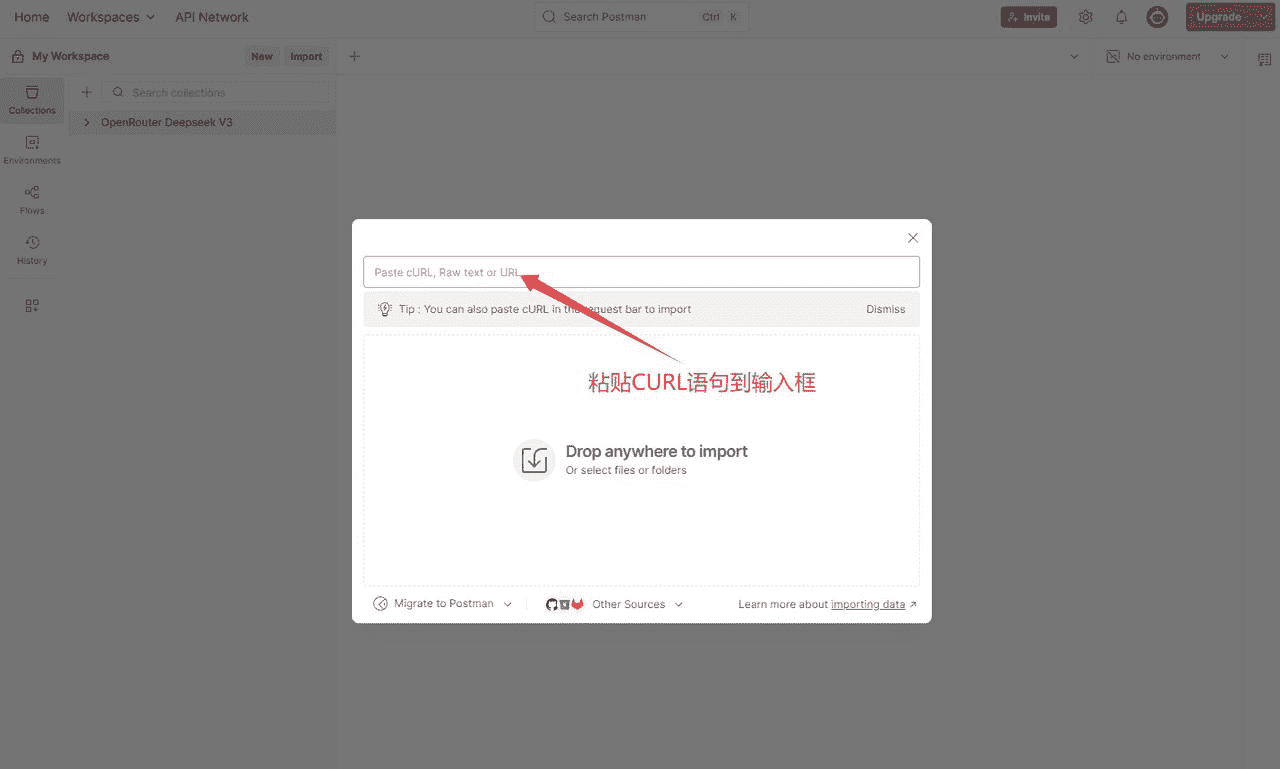 Home Workspaces API Network Search Postman Ctrl K Invite Upgrade
My Workspace New Import No environment
Collections Search collections
OpenRouter Deepseek V3
Environments
Flows
History
Paste cURL, Raw text or URL
Tip : You can also paste cURL in the request bar to import Dismiss
粘贴CURL语句到输入框
Drop anywhere to import
Or select files or folders
Migrate to Postman Other Sources Learn more about importing data